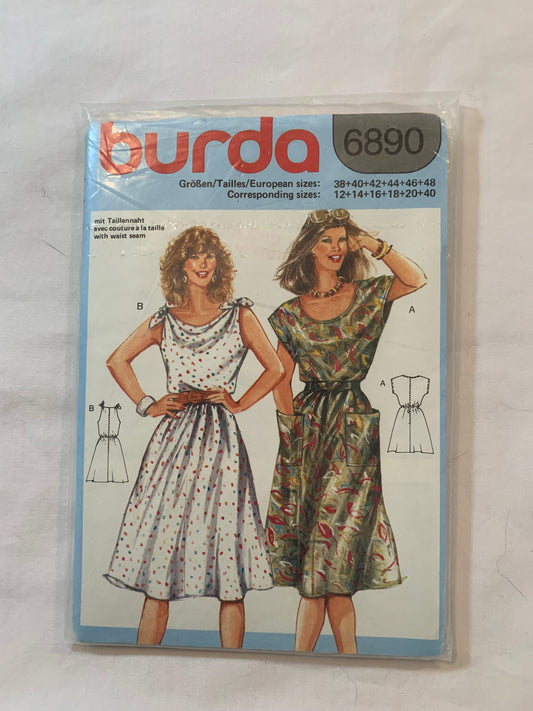 burda
6890
Größen/Tailles/European sizes: 38+40+42+44+46+48
Corresponding sizes: 12+14+16+18+20+40
mit Taillennaht
avec couture à la taille
with waist seam
B
A
B
A